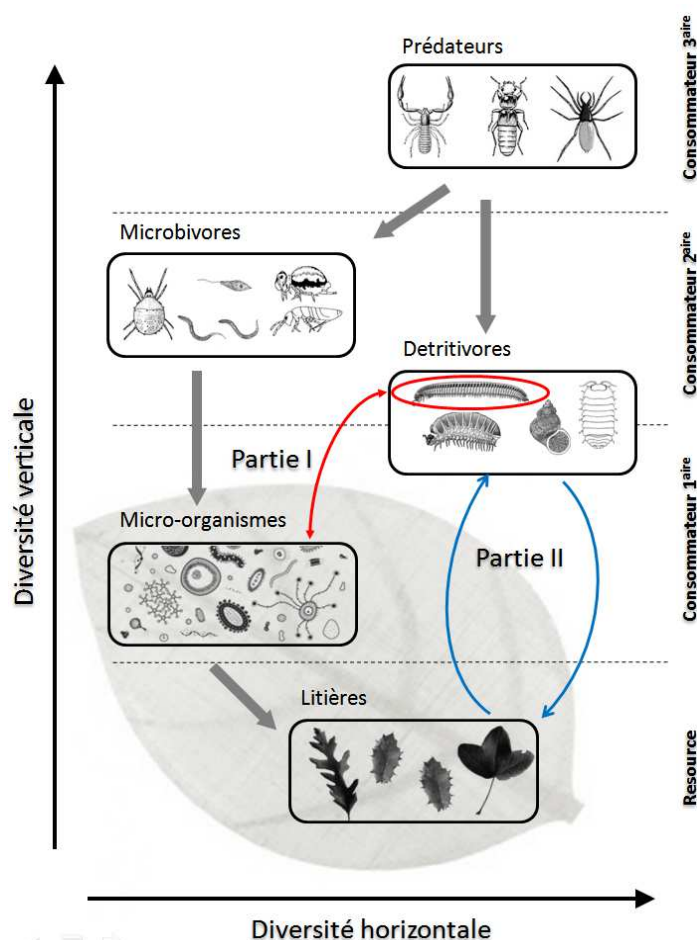 Prédateurs
Consommateur 3aire
Microbivores
Consommateur 2aire
Detritivores
Diversité verticale
Partie I
Micro-organismes
Partie II
Consommateur 1aire
Litières
Resource
Diversité horizontale